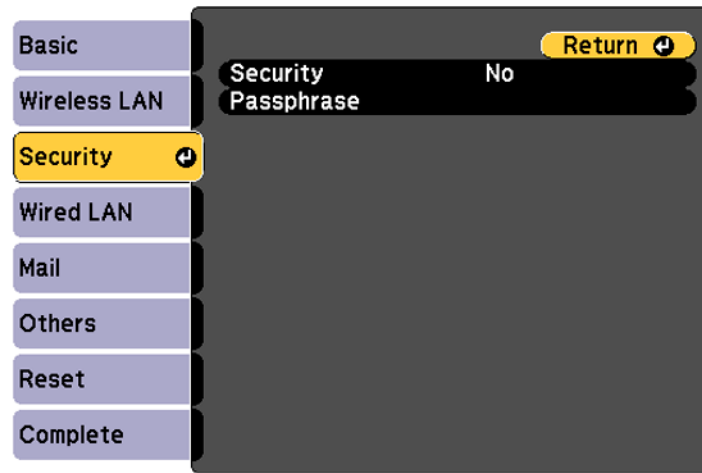 Basic
Wireless LAN
Security
Wired LAN
Mail
Others
Reset
Complete
Return
Security No
Passphrase